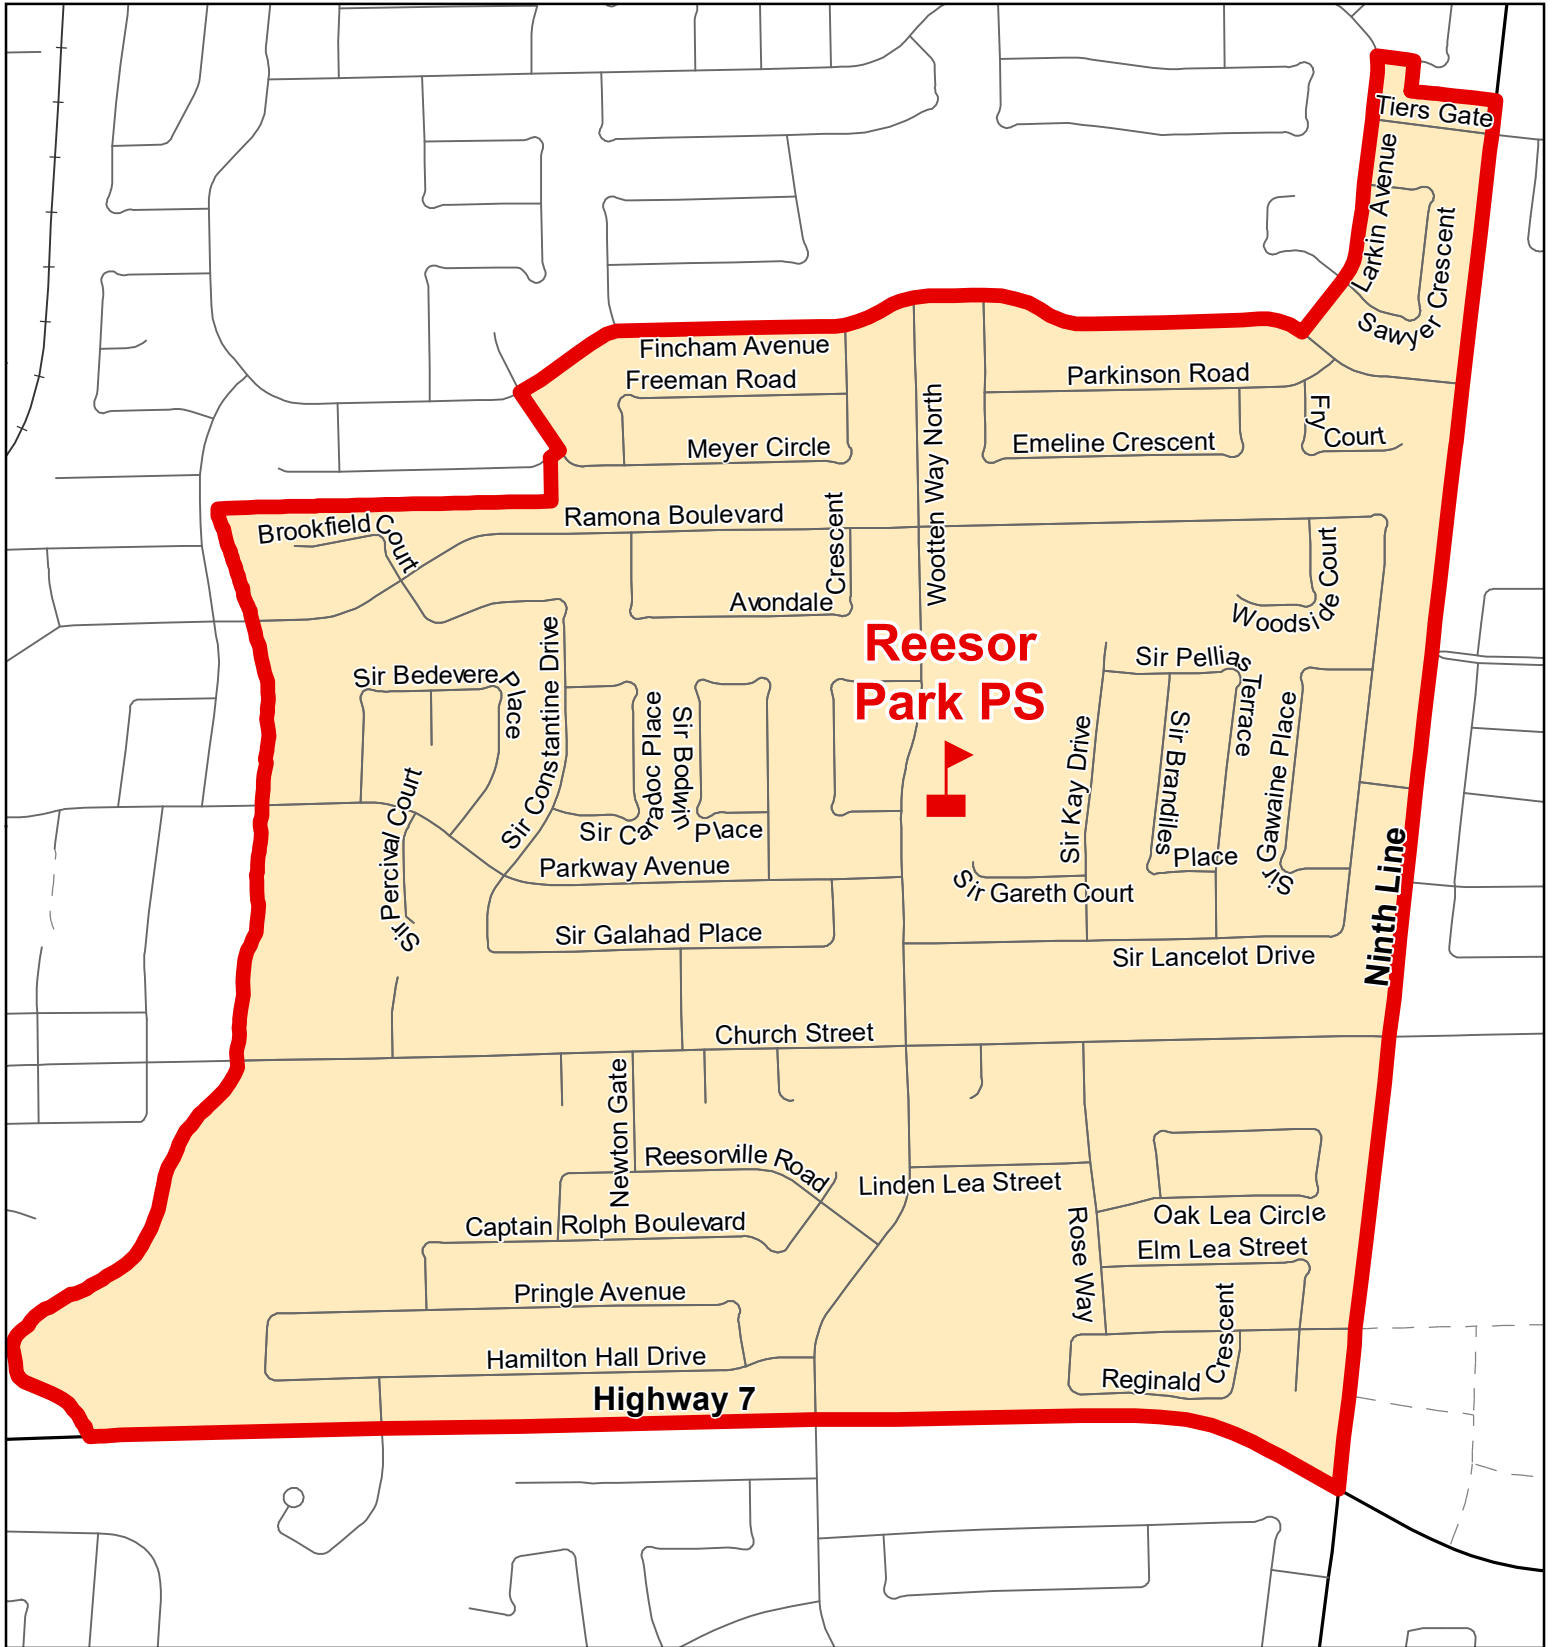 Tiers Gate
Larkin Avenue
Sawyer Crescent
Fincham Avenue
Freeman Road
Parkinson Road
Meyer Circle
Wootten Way North
Emeline Crescent
Fry Court
Ramona Boulevard
Brookfield Court
Avondale Crescent
Woodside Court
Reesor
Park PS
Sir Bedevere Place
Sir Constantine Drive
Sir Caradoc Place
Sir Bodwin Place
Sir Pellias Terrace
Sir Kay Drive
Sir Brandiles Place
Sir Gawaine Place
Sir Percival Court
Parkway Avenue
Sir Gareth Court
Sir Galahad Place
Sir Lancelot Drive
Ninth Line
Church Street
Newton Gate
Reesorville Road
Linden Lea Street
Captain Rolph Boulevard
Rose Way
Oak Lea Circle
Elm Lea Street
Pringle Avenue
Hamilton Hall Drive
Reginald Crescent
Highway 7